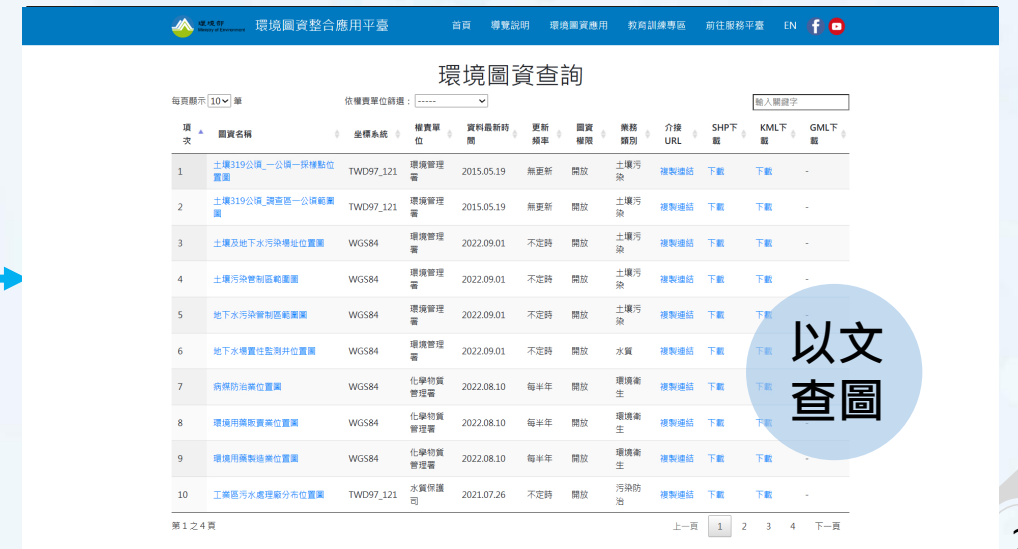 環境部 環境圖資整合應用平臺 首頁 導覽說明 環境圖資應用 教育訓練專區 前往服務平臺 EN
Ministry of Environment
環境圖資查詢
每頁顯示 10 筆 依權責單位篩選： ----- 輸入關鍵字
項次 圖資名稱 坐標系統 權責單位 資料最新時間 更新頻率 圖資權限 業務類別 介接URL SHP下載 KML下載 GML下載
1 土壤319公頃_一公頃一採樣點位置圖 TWD97_121 環境管理署 2015.05.19 無更新 開放 土壤污染 複製連結 下載 下載 -
2 土壤319公頃_調查區一公頃範圍圖 TWD97_121 環境管理署 2015.05.19 無更新 開放 土壤污染 複製連結 下載 下載 -
3 土壤及地下水污染場址位置圖 WGS84 環境管理署 2022.09.01 不定時 開放 土壤污染 複製連結 下載 下載 -
4 土壤污染管制區範圍圖 WGS84 環境管理署 2022.09.01 不定時 開放 土壤污染 複製連結 下載 下載 -
5 地下水污染管制區範圍圖 WGS84 環境管理署 2022.09.01 不定時 開放 土壤污染 複製連結 下載 下載 -
6 地下水場置性監測井位置圖 WGS84 環境管理署 2022.09.01 不定時 開放 水質 複製連結 下載 下載 -
7 病媒防治業位置圖 WGS84 化學物質管理署 2022.08.10 每半年 開放 環境衛生 複製連結 下載 下載 -
8 環境用藥販賣業位置圖 WGS84 化學物質管理署 2022.08.10 每半年 開放 環境衛生 複製連結 下載 下載 -
9 環境用藥製造業位置圖 WGS84 化學物質管理署 2022.08.10 每半年 開放 環境衛生 複製連結 下載 下載 -
10 工業區污水處理廠分布位置圖 TWD97_121 水質保護司 2021.07.26 不定時 開放 污染防治 複製連結 下載 下載 -
以文
查圖
第 1 之 4 頁 上一頁 1 2 3 4 下一頁